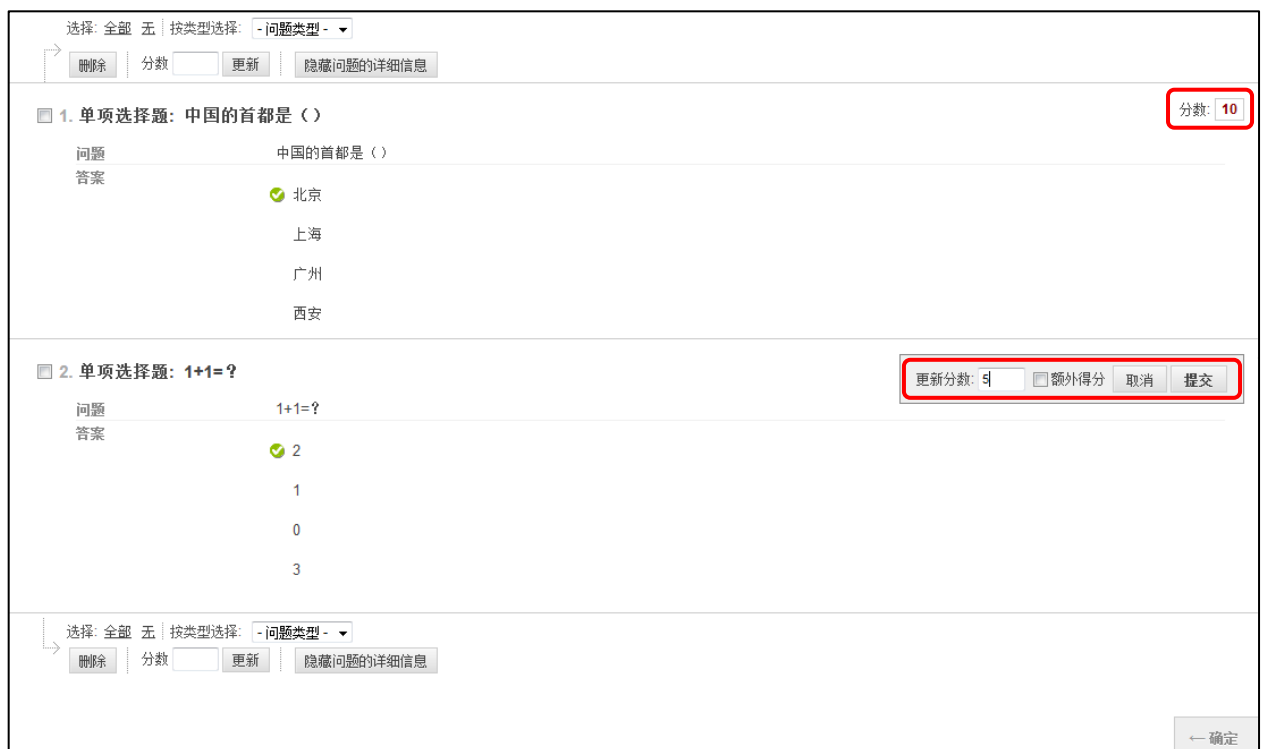 选择: 全部 无 按类型选择: - 问题类型 -
删除 分数 更新 隐藏问题的详细信息
1. 单项选择题: 中国的首都是（） 分数: 10
问题 中国的首都是（）
答案
北京
上海
广州
西安
2. 单项选择题: 1+1=？ 更新分数: 5 额外得分 取消 提交
问题 1+1=？
答案
2
1
0
3
选择: 全部 无 按类型选择: - 问题类型 -
删除 分数 更新 隐藏问题的详细信息
←确定